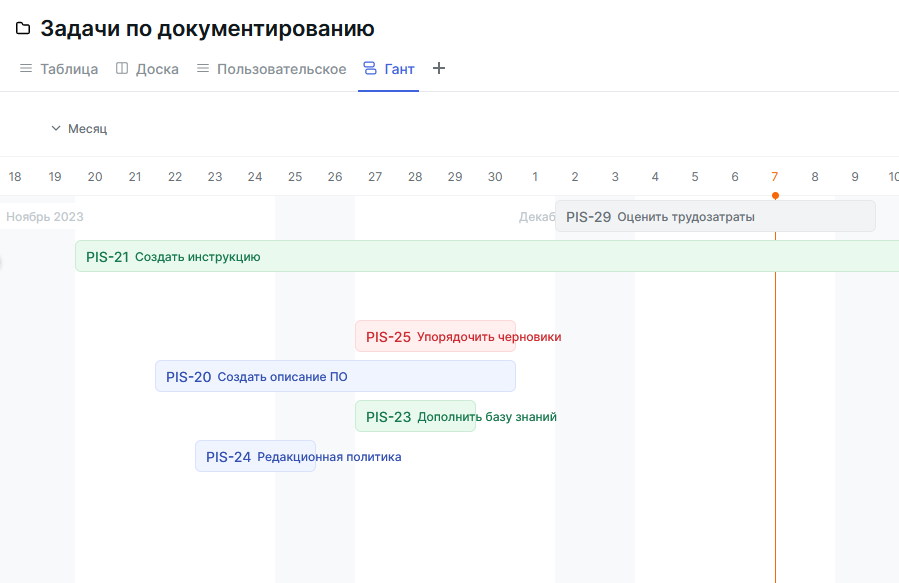 Задачи по документированию
Таблица Доска Пользовательское Гант
Месяц
18 19 20 21 22 23 24 25 26 27 28 29 30 1 2 3 4 5 6 7 8 9 10
Ноябрь 2023 Декаб
PIS-29 Оценить трудозатраты
PIS-21 Создать инструкцию
PIS-25 Упорядочить черновики
PIS-20 Создать описание ПО
PIS-23 Дополнить базу знаний
PIS-24 Редакционная политика